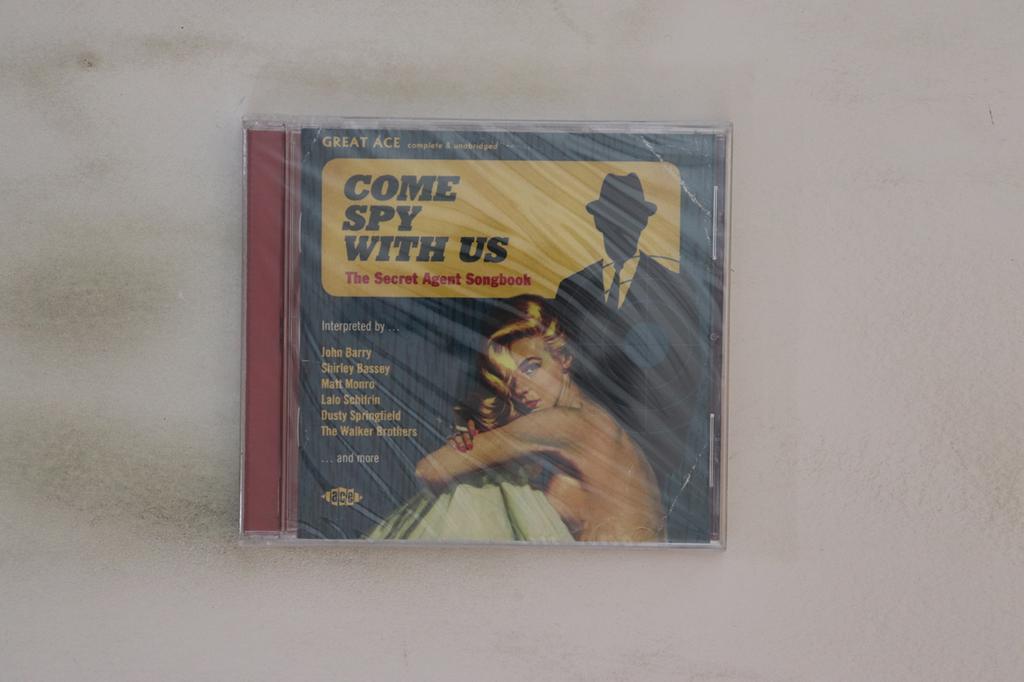 GREAT ACE complete & unabridged
COME
SPY
WITH US
The Secret Agent Songbook
Interpreted by ...
John Barry
Shirley Bassey
Matt Monro
Lalo Schifrin
Dusty Springfield
The Walker Brothers
... and more
ace